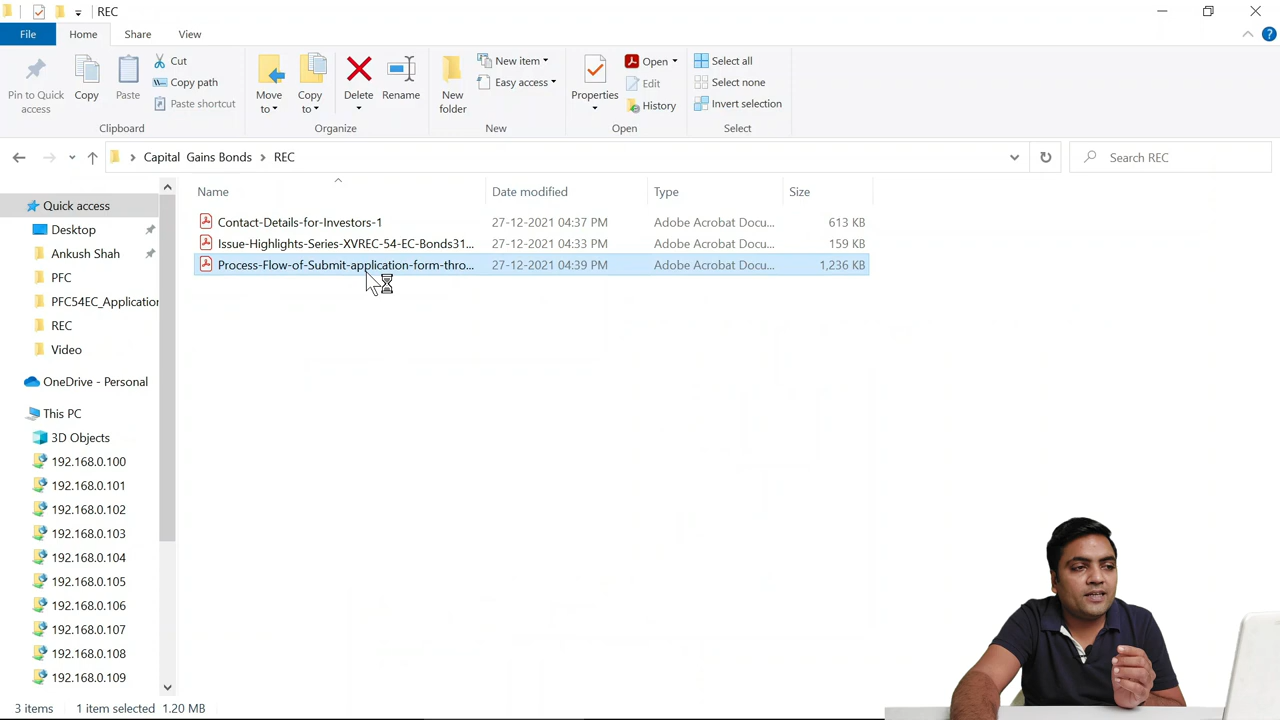 REC
File
Home
Share
View
Pin to Quick access
Copy
Paste
Cut
Copy path
Paste shortcut
Clipboard
Move to
Copy to
Delete
Rename
Organize
New folder
New item
Easy access
New
Properties
Open
Edit
History
Open
Select all
Select none
Invert selection
Select
Capital Gains Bonds
REC
Search REC
Name
Date modified
Type
Size
Contact-Details-for-Investors-1 27-12-2021 04:37 PM Adobe Acrobat Docu... 613 KB
Issue-Highlights-Series-XVREC-54-EC-Bonds31... 27-12-2021 04:33 PM Adobe Acrobat Docu... 159 KB
Process-Flow-of-Submit-application-form-thro... 27-12-2021 04:39 PM Adobe Acrobat Docu... 1,236 KB
Quick access
Desktop
Ankush Shah
PFC
PFC54EC_Application
REC
Video
OneDrive - Personal
This PC
3D Objects
192.168.0.100
192.168.0.101
192.168.0.102
192.168.0.103
192.168.0.104
192.168.0.105
192.168.0.106
192.168.0.107
192.168.0.108
192.168.0.109
3 items 1 item selected 1.20 MB